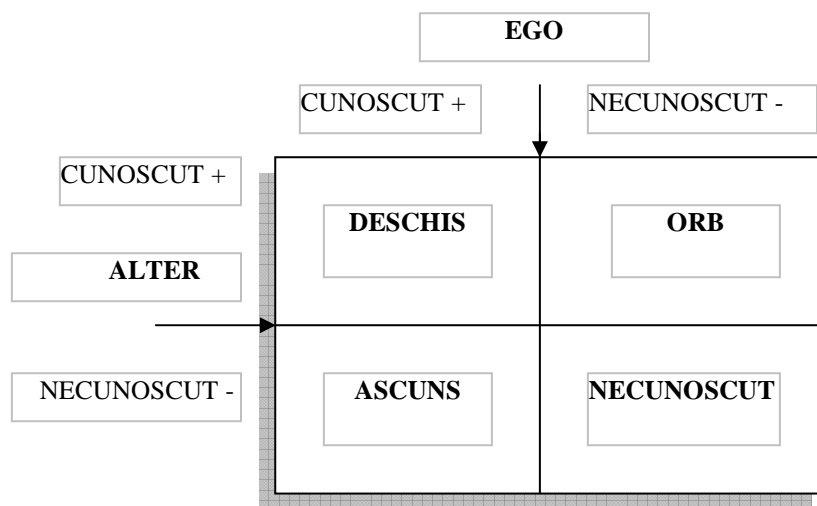 EGO
CUNOSCUT + NECUNOSCUT -
CUNOSCUT +
DESCHIS ORB
ALTER
NECUNOSCUT - ASCUNS NECUNOSCUT